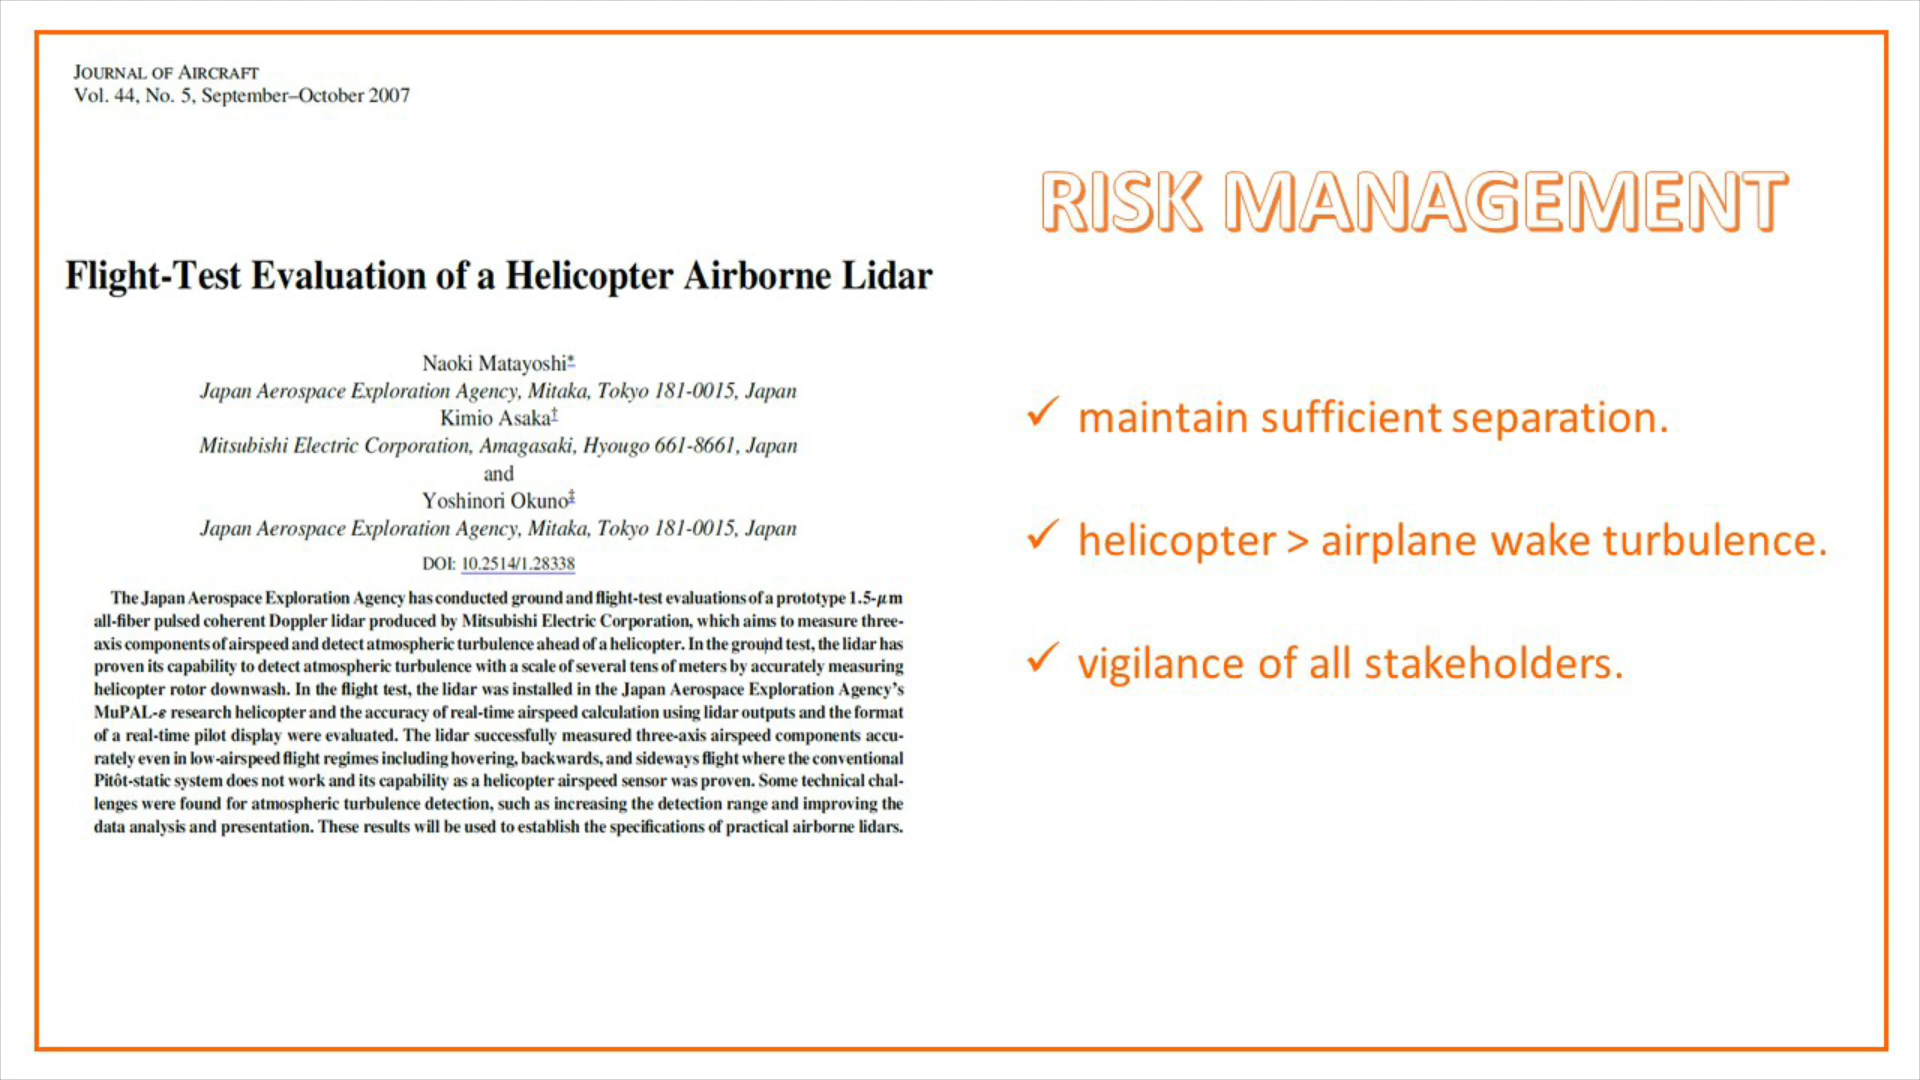 JOURNAL OF AIRCRAFT
Vol. 44, No. 5, September–October 2007
Flight-Test Evaluation of a Helicopter Airborne Lidar
Naoki Matayoshi*
Japan Aerospace Exploration Agency, Mitaka, Tokyo 181-0015, Japan
Kimio Asaka†
Mitsubishi Electric Corporation, Amagasaki, Hyougo 661-8661, Japan
and
Yoshinori Okuno‡
Japan Aerospace Exploration Agency, Mitaka, Tokyo 181-0015, Japan
DOI: 10.2514/1.28338
The Japan Aerospace Exploration Agency has conducted ground and flight-test evaluations of a prototype 1.5-μm
all-fiber pulsed coherent Doppler lidar produced by Mitsubishi Electric Corporation, which aims to measure three-
axis components of airspeed and detect atmospheric turbulence ahead of a helicopter. In the ground test, the lidar has
proven its capability to detect atmospheric turbulence with a scale of several tens of meters by accurately measuring
helicopter rotor downwash. In the flight test, the lidar was installed in the Japan Aerospace Exploration Agency's
MuPAL-ε research helicopter and the accuracy of real-time airspeed calculation using lidar outputs and the format
of a real-time pilot display were evaluated. The lidar successfully measured three-axis airspeed components accu-
rately even in low-airspeed flight regimes including hovering, backwards, and sideways flight where the conventional
Pitôt-static system does not work and its capability as a helicopter airspeed sensor was proven. Some technical chal-
lenges were found for atmospheric turbulence detection, such as increasing the detection range and improving the
data analysis and presentation. These results will be used to establish the specifications of practical airborne lidars.
RISK MANAGEMENT
✓ maintain sufficient separation.
✓ helicopter > airplane wake turbulence.
✓ vigilance of all stakeholders.